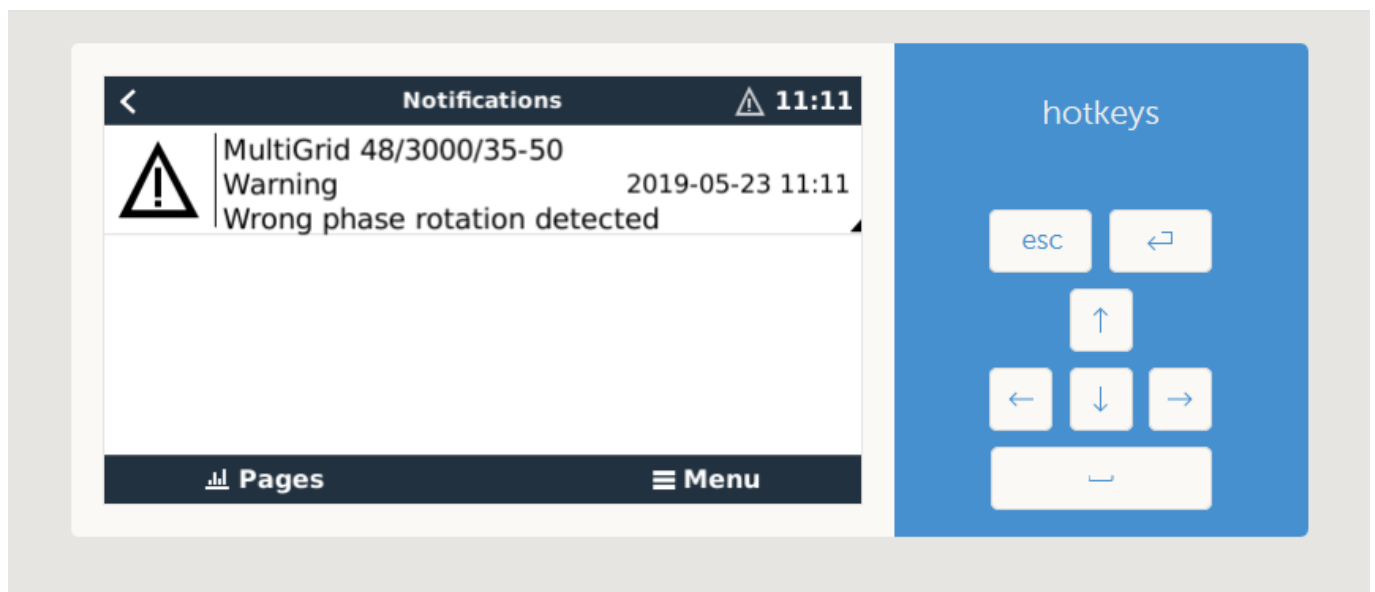 Notifications 11:11
MultiGrid 48/3000/35-50
Warning 2019-05-23 11:11
Wrong phase rotation detected
Pages Menu
hotkeys
esc